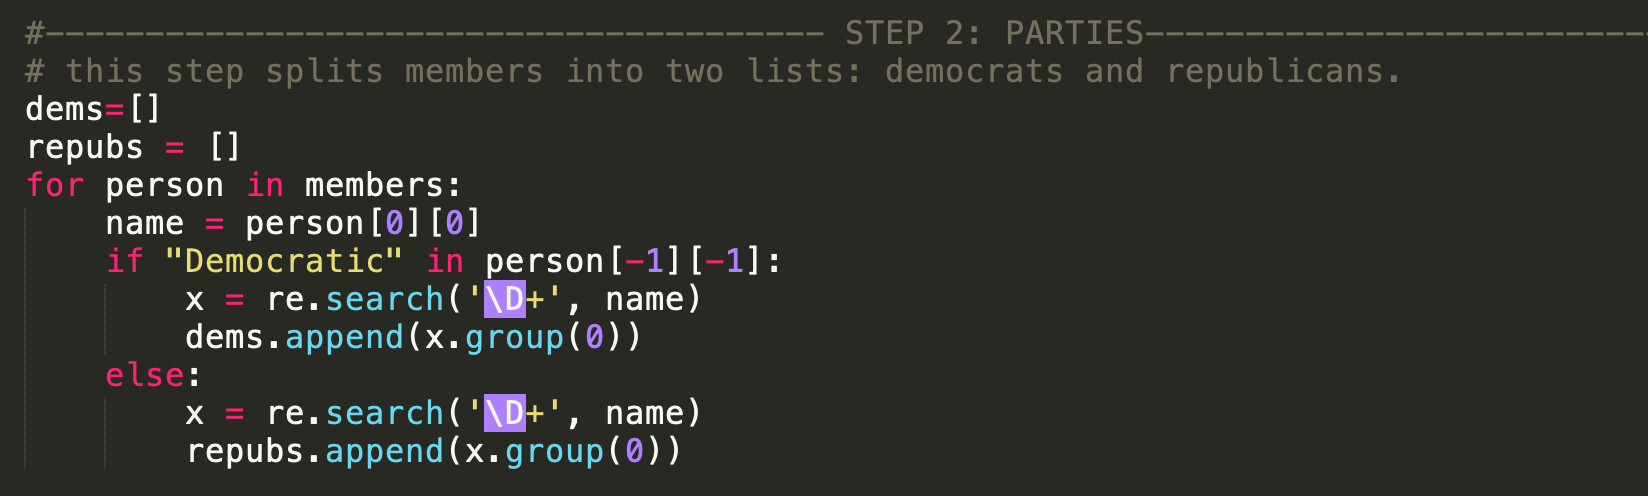 #--------------------------------------- STEP 2: PARTIES-------------------------
# this step splits members into two lists: democrats and republicans.
dems=[]
repubs = []
for person in members:
    name = person[0][0]
    if "Democratic" in person[-1][-1]:
        x = re.search('\D+', name)
        dems.append(x.group(0))
    else:
        x = re.search('\D+', name)
        repubs.append(x.group(0))